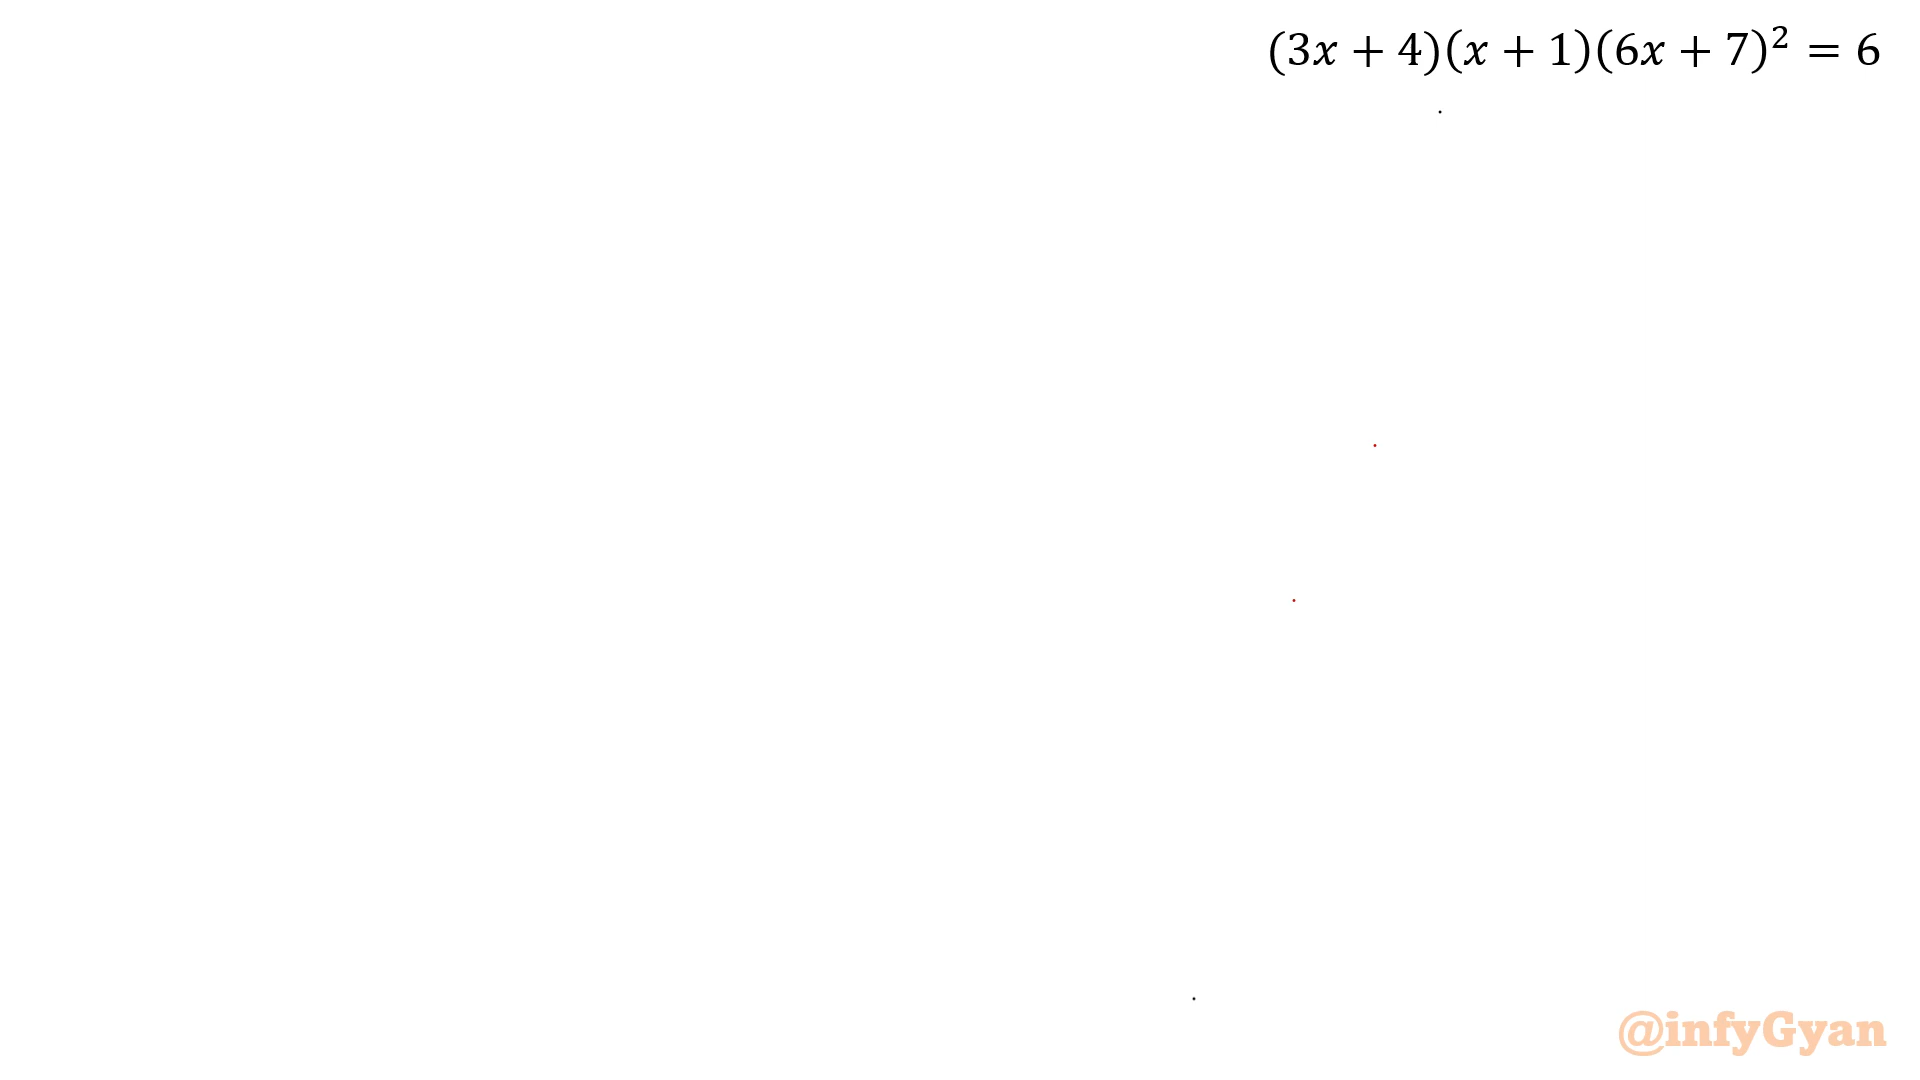 (3x + 4)(x + 1)(6x + 7)² = 6
@infyGyan